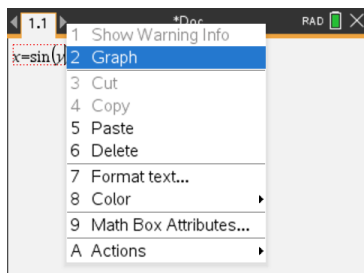 1.1 *Doc RAD
1 Show Warning Info
x=sin(y 2 Graph
3 Cut
4 Copy
5 Paste
6 Delete
7 Format text...
8 Color
9 Math Box Attributes...
A Actions